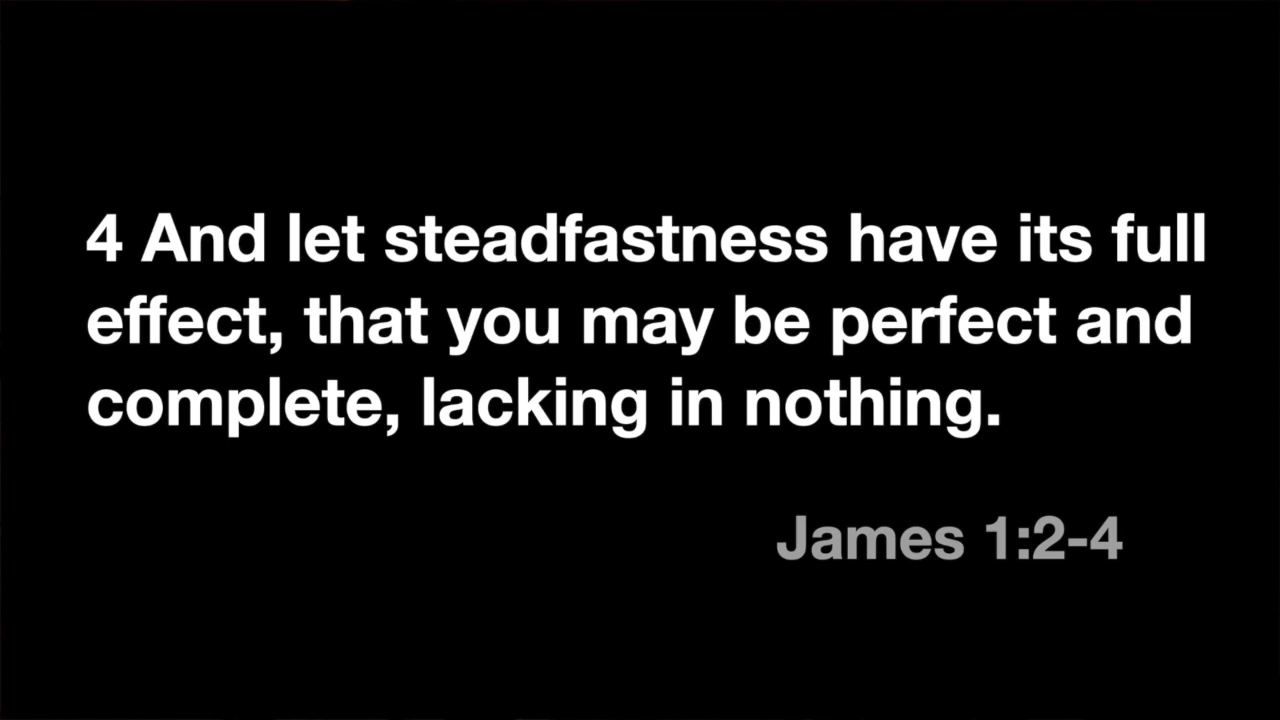 4 And let steadfastness have its full
effect, that you may be perfect and
complete, lacking in nothing.
James 1:2-4